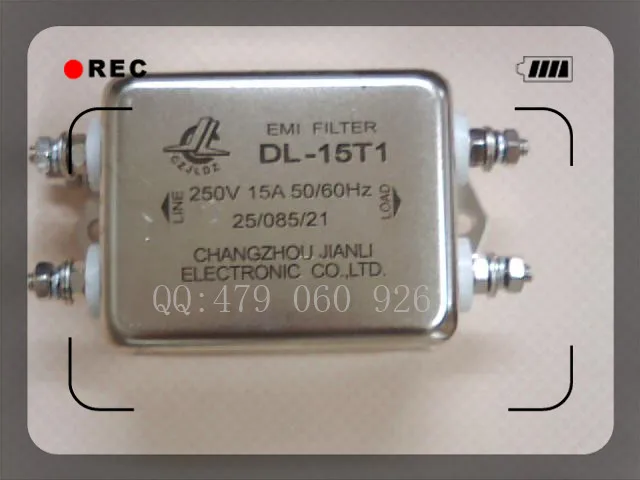 REC
EMI FILTER
DL-15T1
CZJLDZ
LINE
250V 15A 50/60Hz
LOAD
25/085/21
CHANGZHOU JIANLI
ELECTRONIC CO.,LTD.
QQ:479 060 926